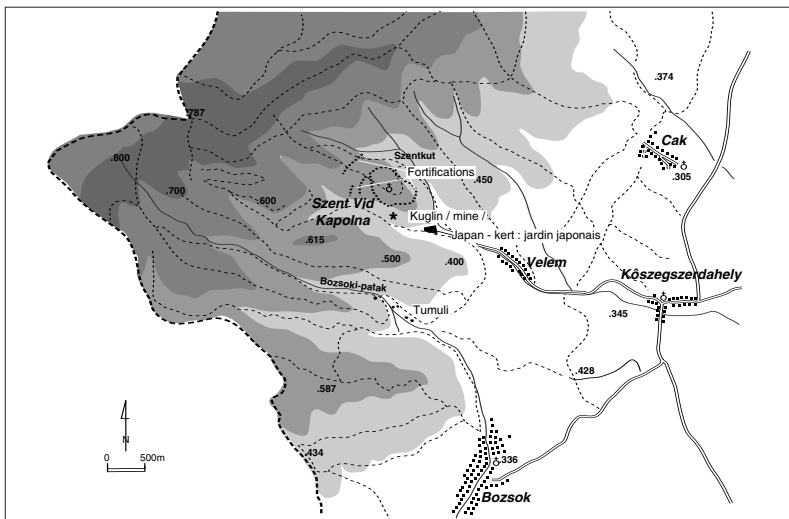 .374
.787
Cak
.305
.800
Szentkut
Fortifications
.450
.700
.600
Szent Vid
Kapolna
Kuglin / mine /
Japan - kert : jardin japonais
.615
.500
.400
Velem
Kôszegszerdahely
Bozsoki-patak
Tumuli
.345
.428
.587
N
0 500m
.434
.336
Bozsok